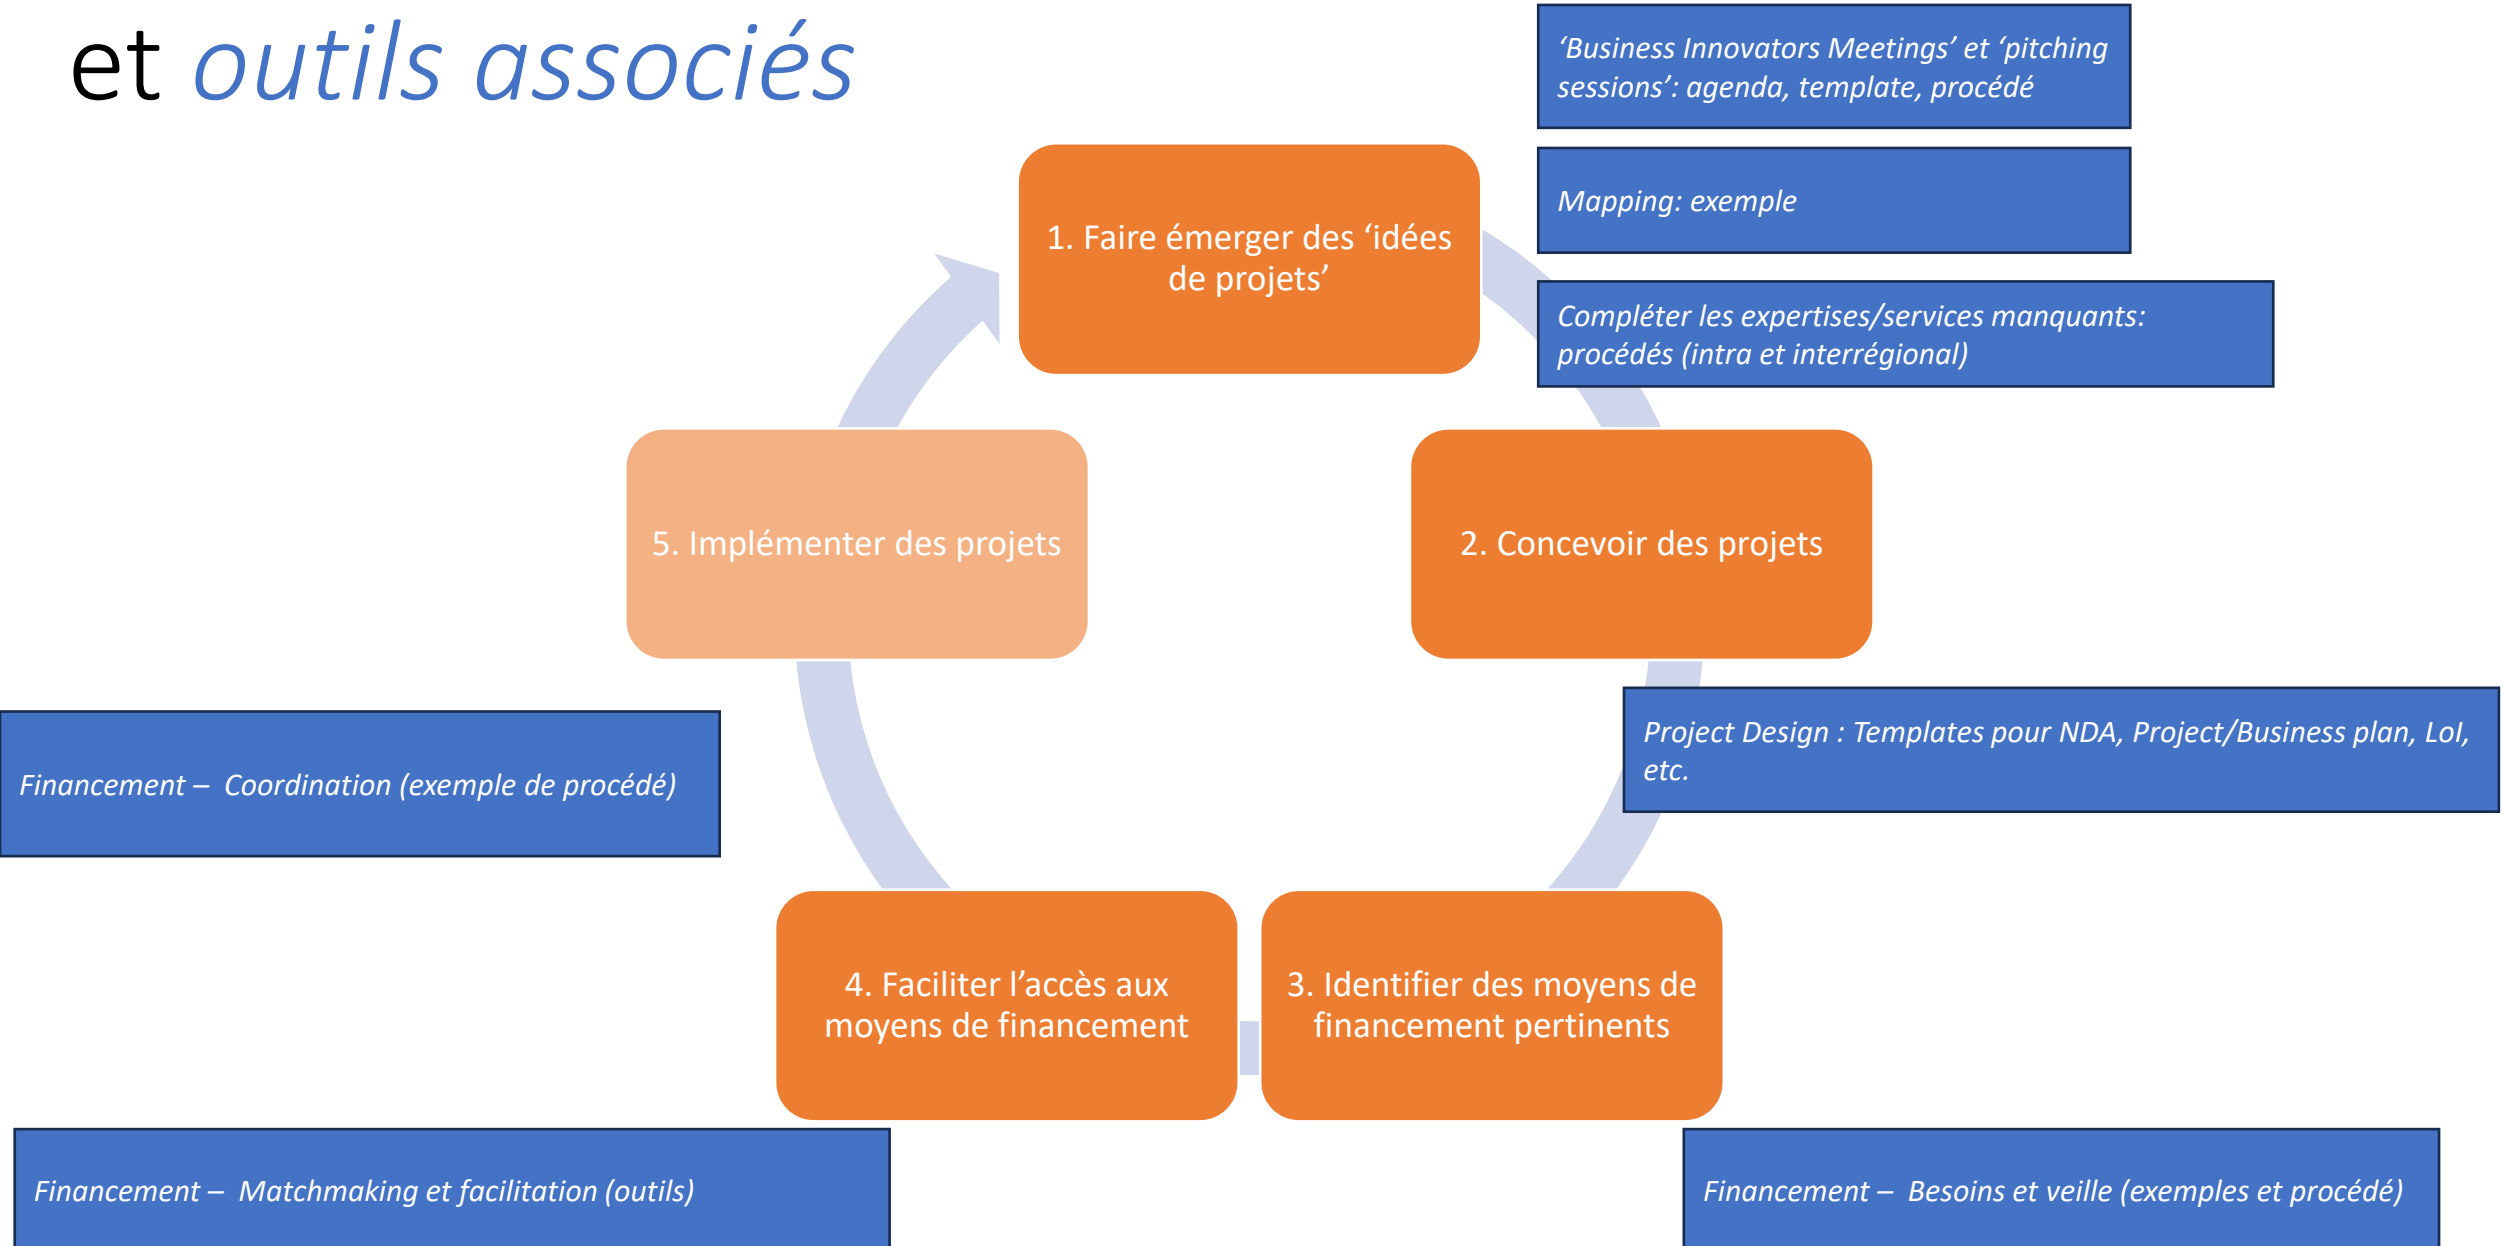 et outils associés
‘Business Innovators Meetings’ et ‘pitching
sessions’: agenda, template, procédé
Mapping: exemple
Compléter les expertises/services manquants:
procédés (intra et interrégional)
1. Faire émerger des ‘idées
de projets’
2. Concevoir des projets
Project Design : Templates pour NDA, Project/Business plan, LoI,
etc.
3. Identifier des moyens de
financement pertinents
Financement – Besoins et veille (exemples et procédé)
4. Faciliter l’accès aux
moyens de financement
Financement – Matchmaking et facilitation (outils)
Financement – Coordination (exemple de procédé)
5. Implémenter des projets